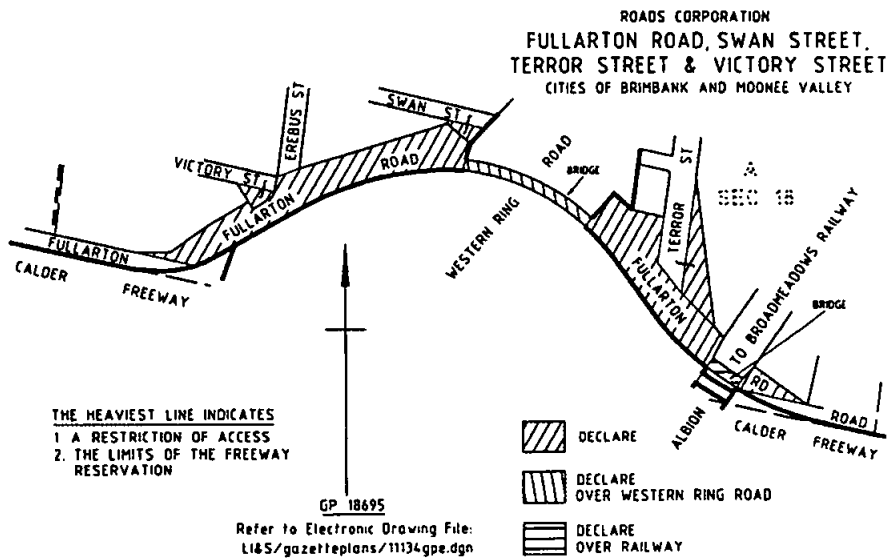 ROADS CORPORATION
FULLARTON ROAD, SWAN STREET,
TERROR STREET & VICTORY STREET
CITIES OF BRIMBANK AND MOONEE VALLEY
SWAN ST
EREBUS ST
VICTORY ST
FULLARTON ROAD
WESTERN RING ROAD
BRIDGE
TERROR ST
A
SEC 18
FULLARTON
CALDER FREEWAY
FULLARTON
TO BROADMEADOWS RAILWAY
BRIDGE
RD
ROAD
ALBION
CALDER FREEWAY
THE HEAVIEST LINE INDICATES
1 A RESTRICTION OF ACCESS
2. THE LIMITS OF THE FREEWAY
RESERVATION
DECLARE
DECLARE
OVER WESTERN RING ROAD
DECLARE
OVER RAILWAY
GP 18695
Refer to Electronic Drawing File:
LI&S/gazetteplans/11134gpe.dgn